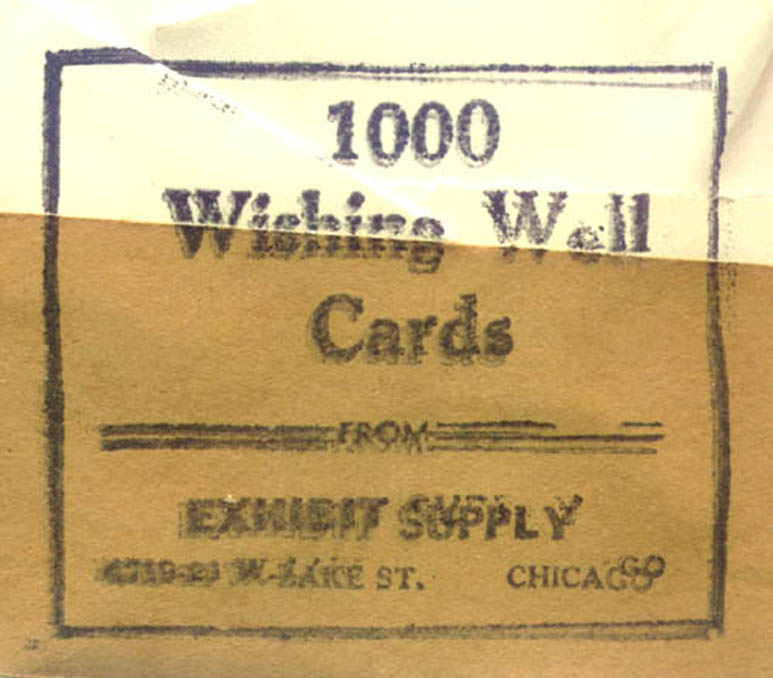 1000
Wishing Well
Cards
FROM
EXHIBIT SUPPLY
W. LAKE ST. CHICAGO